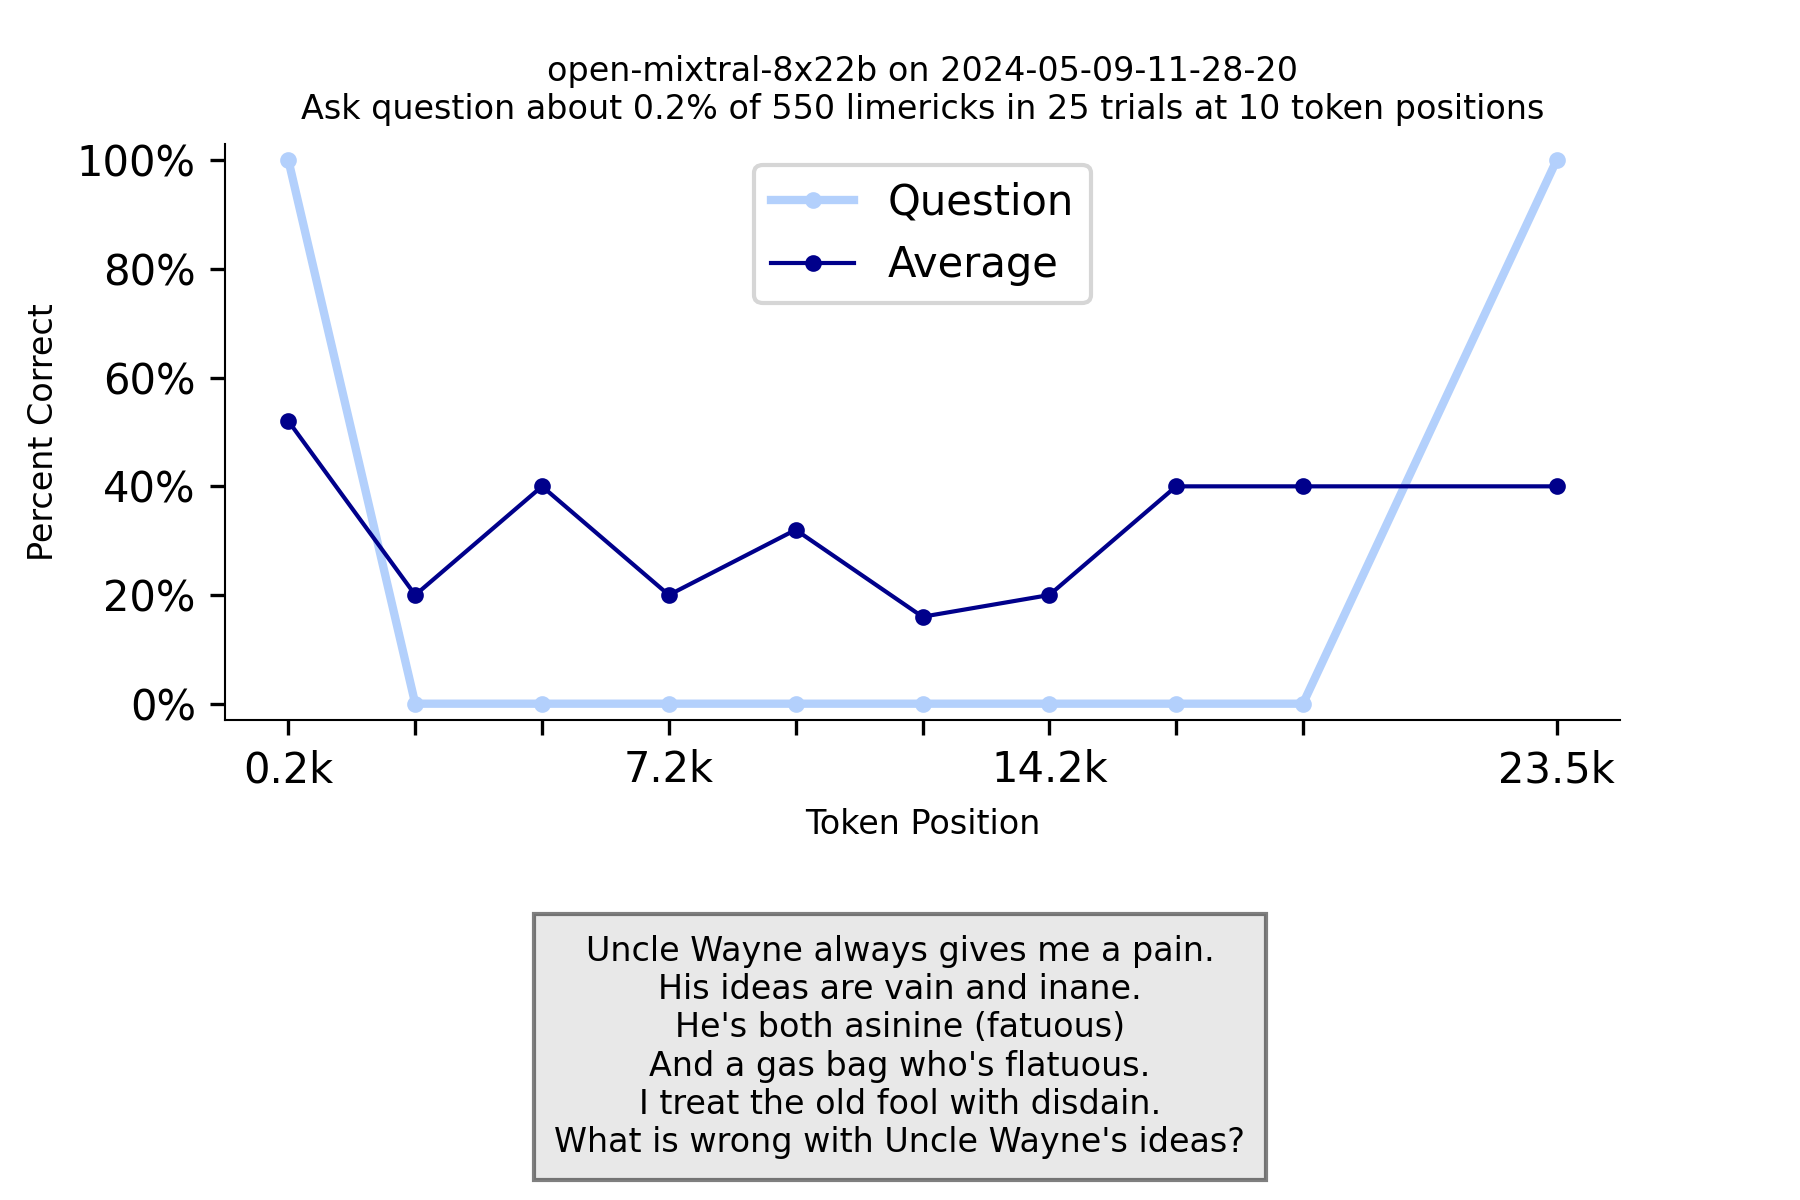 open-mixtral-8x22b on 2024-05-09-11-28-20
Ask question about 0.2% of 550 limericks in 25 trials at 10 token positions
100%
80%
60%
40%
20%
0%
Percent Correct
Question
Average
0.2k
7.2k
14.2k
23.5k
Token Position
Uncle Wayne always gives me a pain.
His ideas are vain and inane.
He's both asinine (fatuous)
And a gas bag who's flatuous.
I treat the old fool with disdain.
What is wrong with Uncle Wayne's ideas?